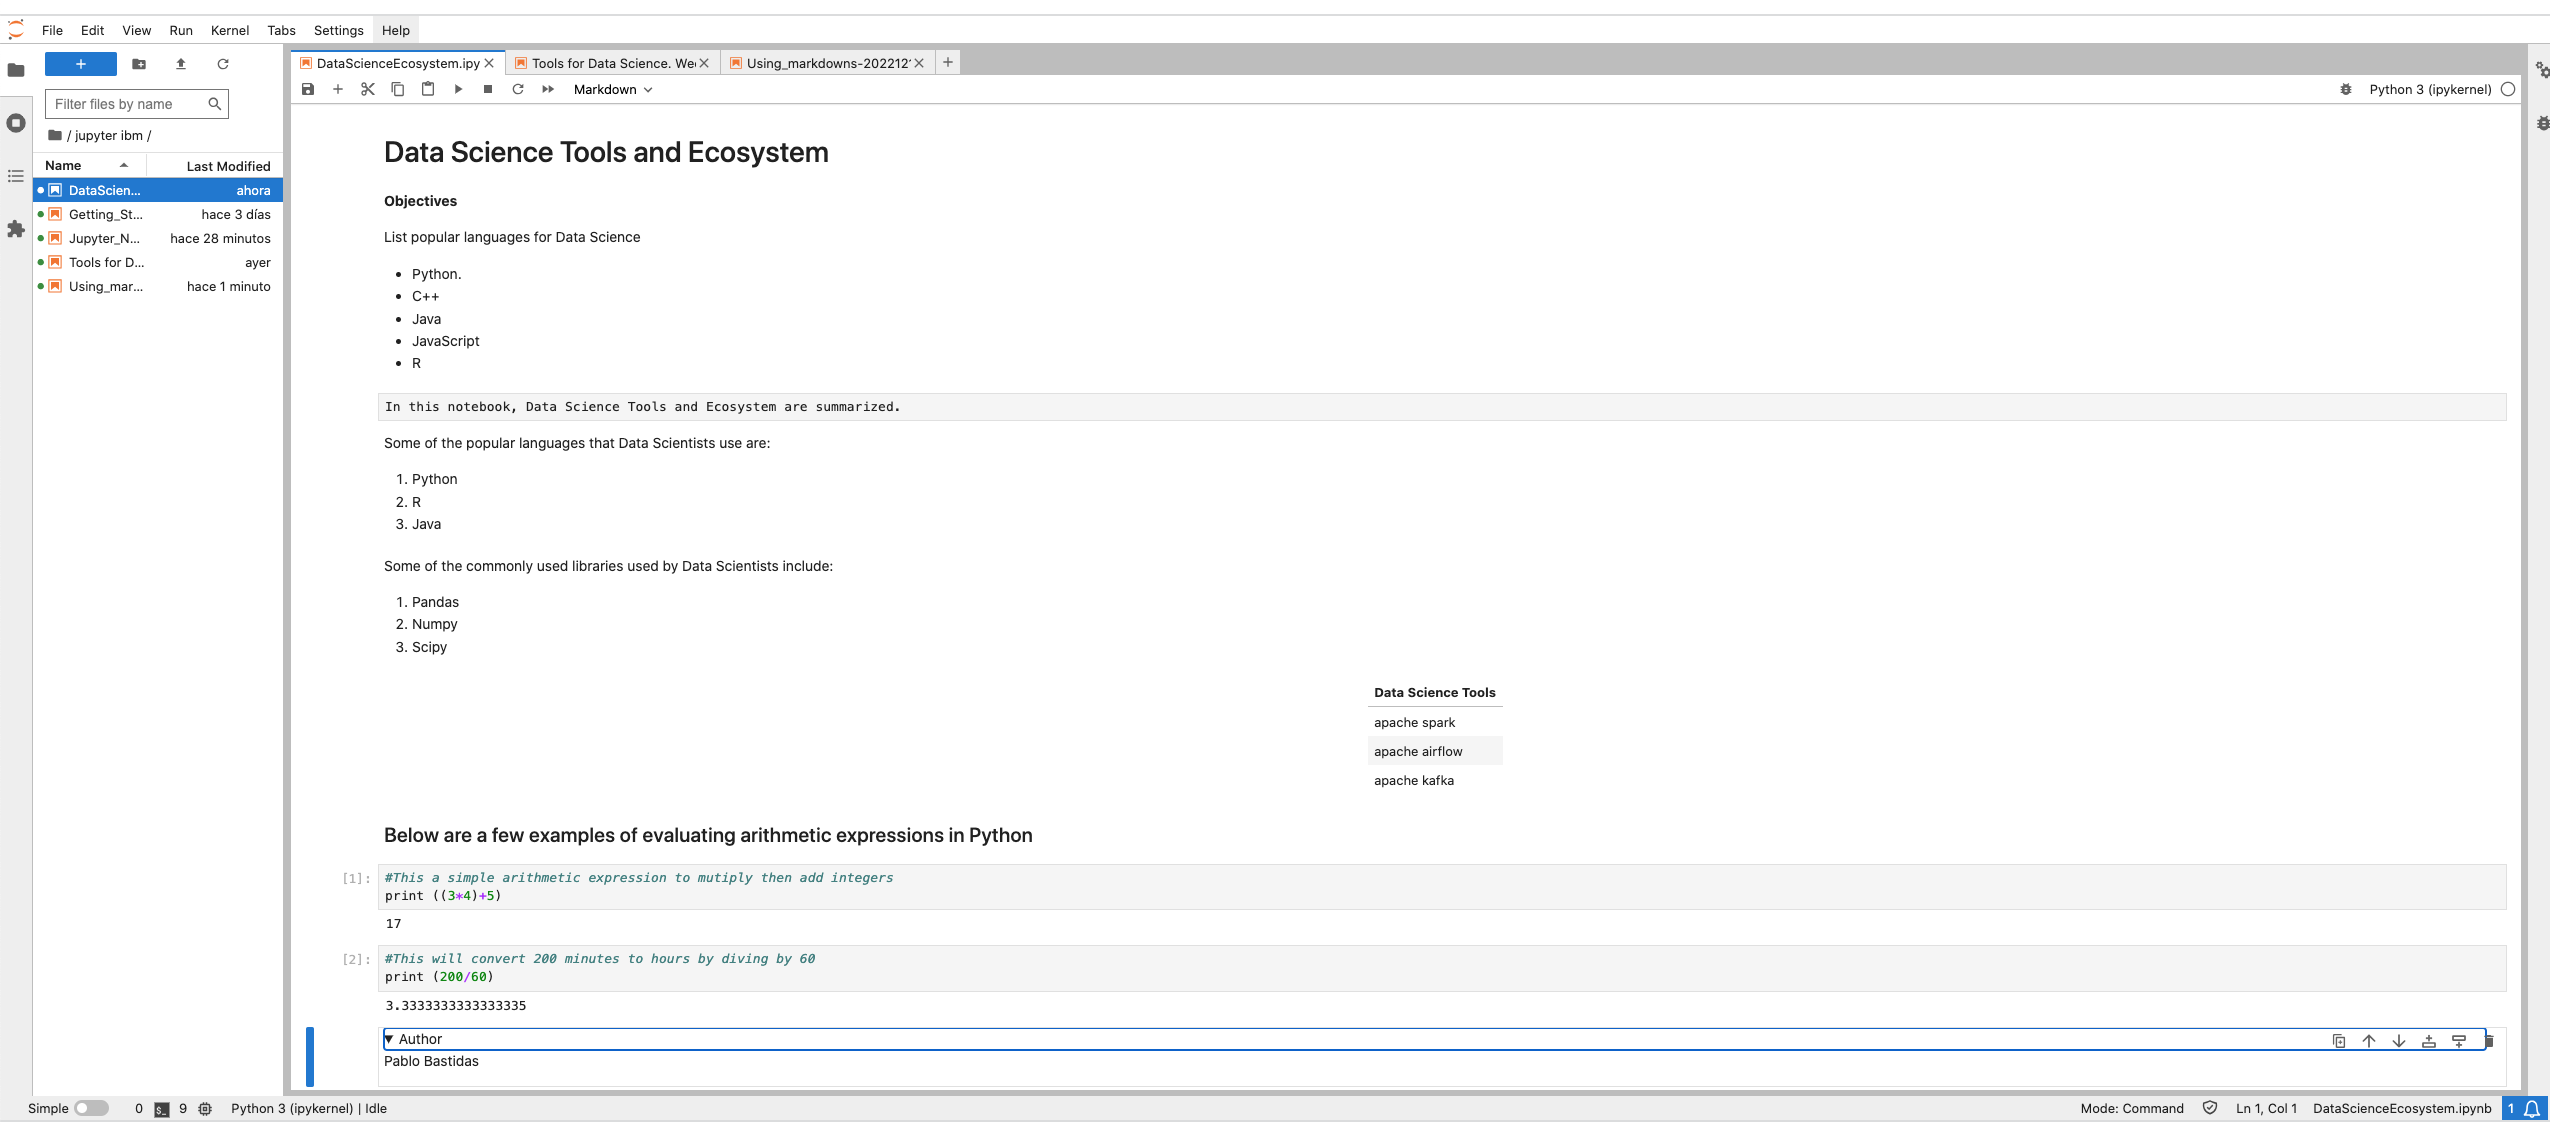 File Edit View Run Kernel Tabs Settings Help
+
Filter files by name
/ jupyter ibm /
Name Last Modified
DataScien... ahora
Getting_St... hace 3 días
Jupyter_N... hace 28 minutos
Tools for D... ayer
Using_mar... hace 1 minuto
DataScienceEcosystem.ipy Tools for Data Science. We Using_markdowns-202212
Markdown Python 3 (ipykernel)
Data Science Tools and Ecosystem
Objectives
List popular languages for Data Science
• Python.
• C++
• Java
• JavaScript
• R
In this notebook, Data Science Tools and Ecosystem are summarized.
Some of the popular languages that Data Scientists use are:
1. Python
2. R
3. Java
Some of the commonly used libraries used by Data Scientists include:
1. Pandas
2. Numpy
3. Scipy
Data Science Tools
apache spark
apache airflow
apache kafka
Below are a few examples of evaluating arithmetic expressions in Python
[1]: #This a simple arithmetic expression to mutiply then add integers
print ((3*4)+5)
17
[2]: #This will convert 200 minutes to hours by diving by 60
print (200/60)
3.3333333333333335
▼ Author
Pablo Bastidas
Simple 0 $_ 9 Python 3 (ipykernel) | Idle Mode: Command Ln 1, Col 1 DataScienceEcosystem.ipynb 1